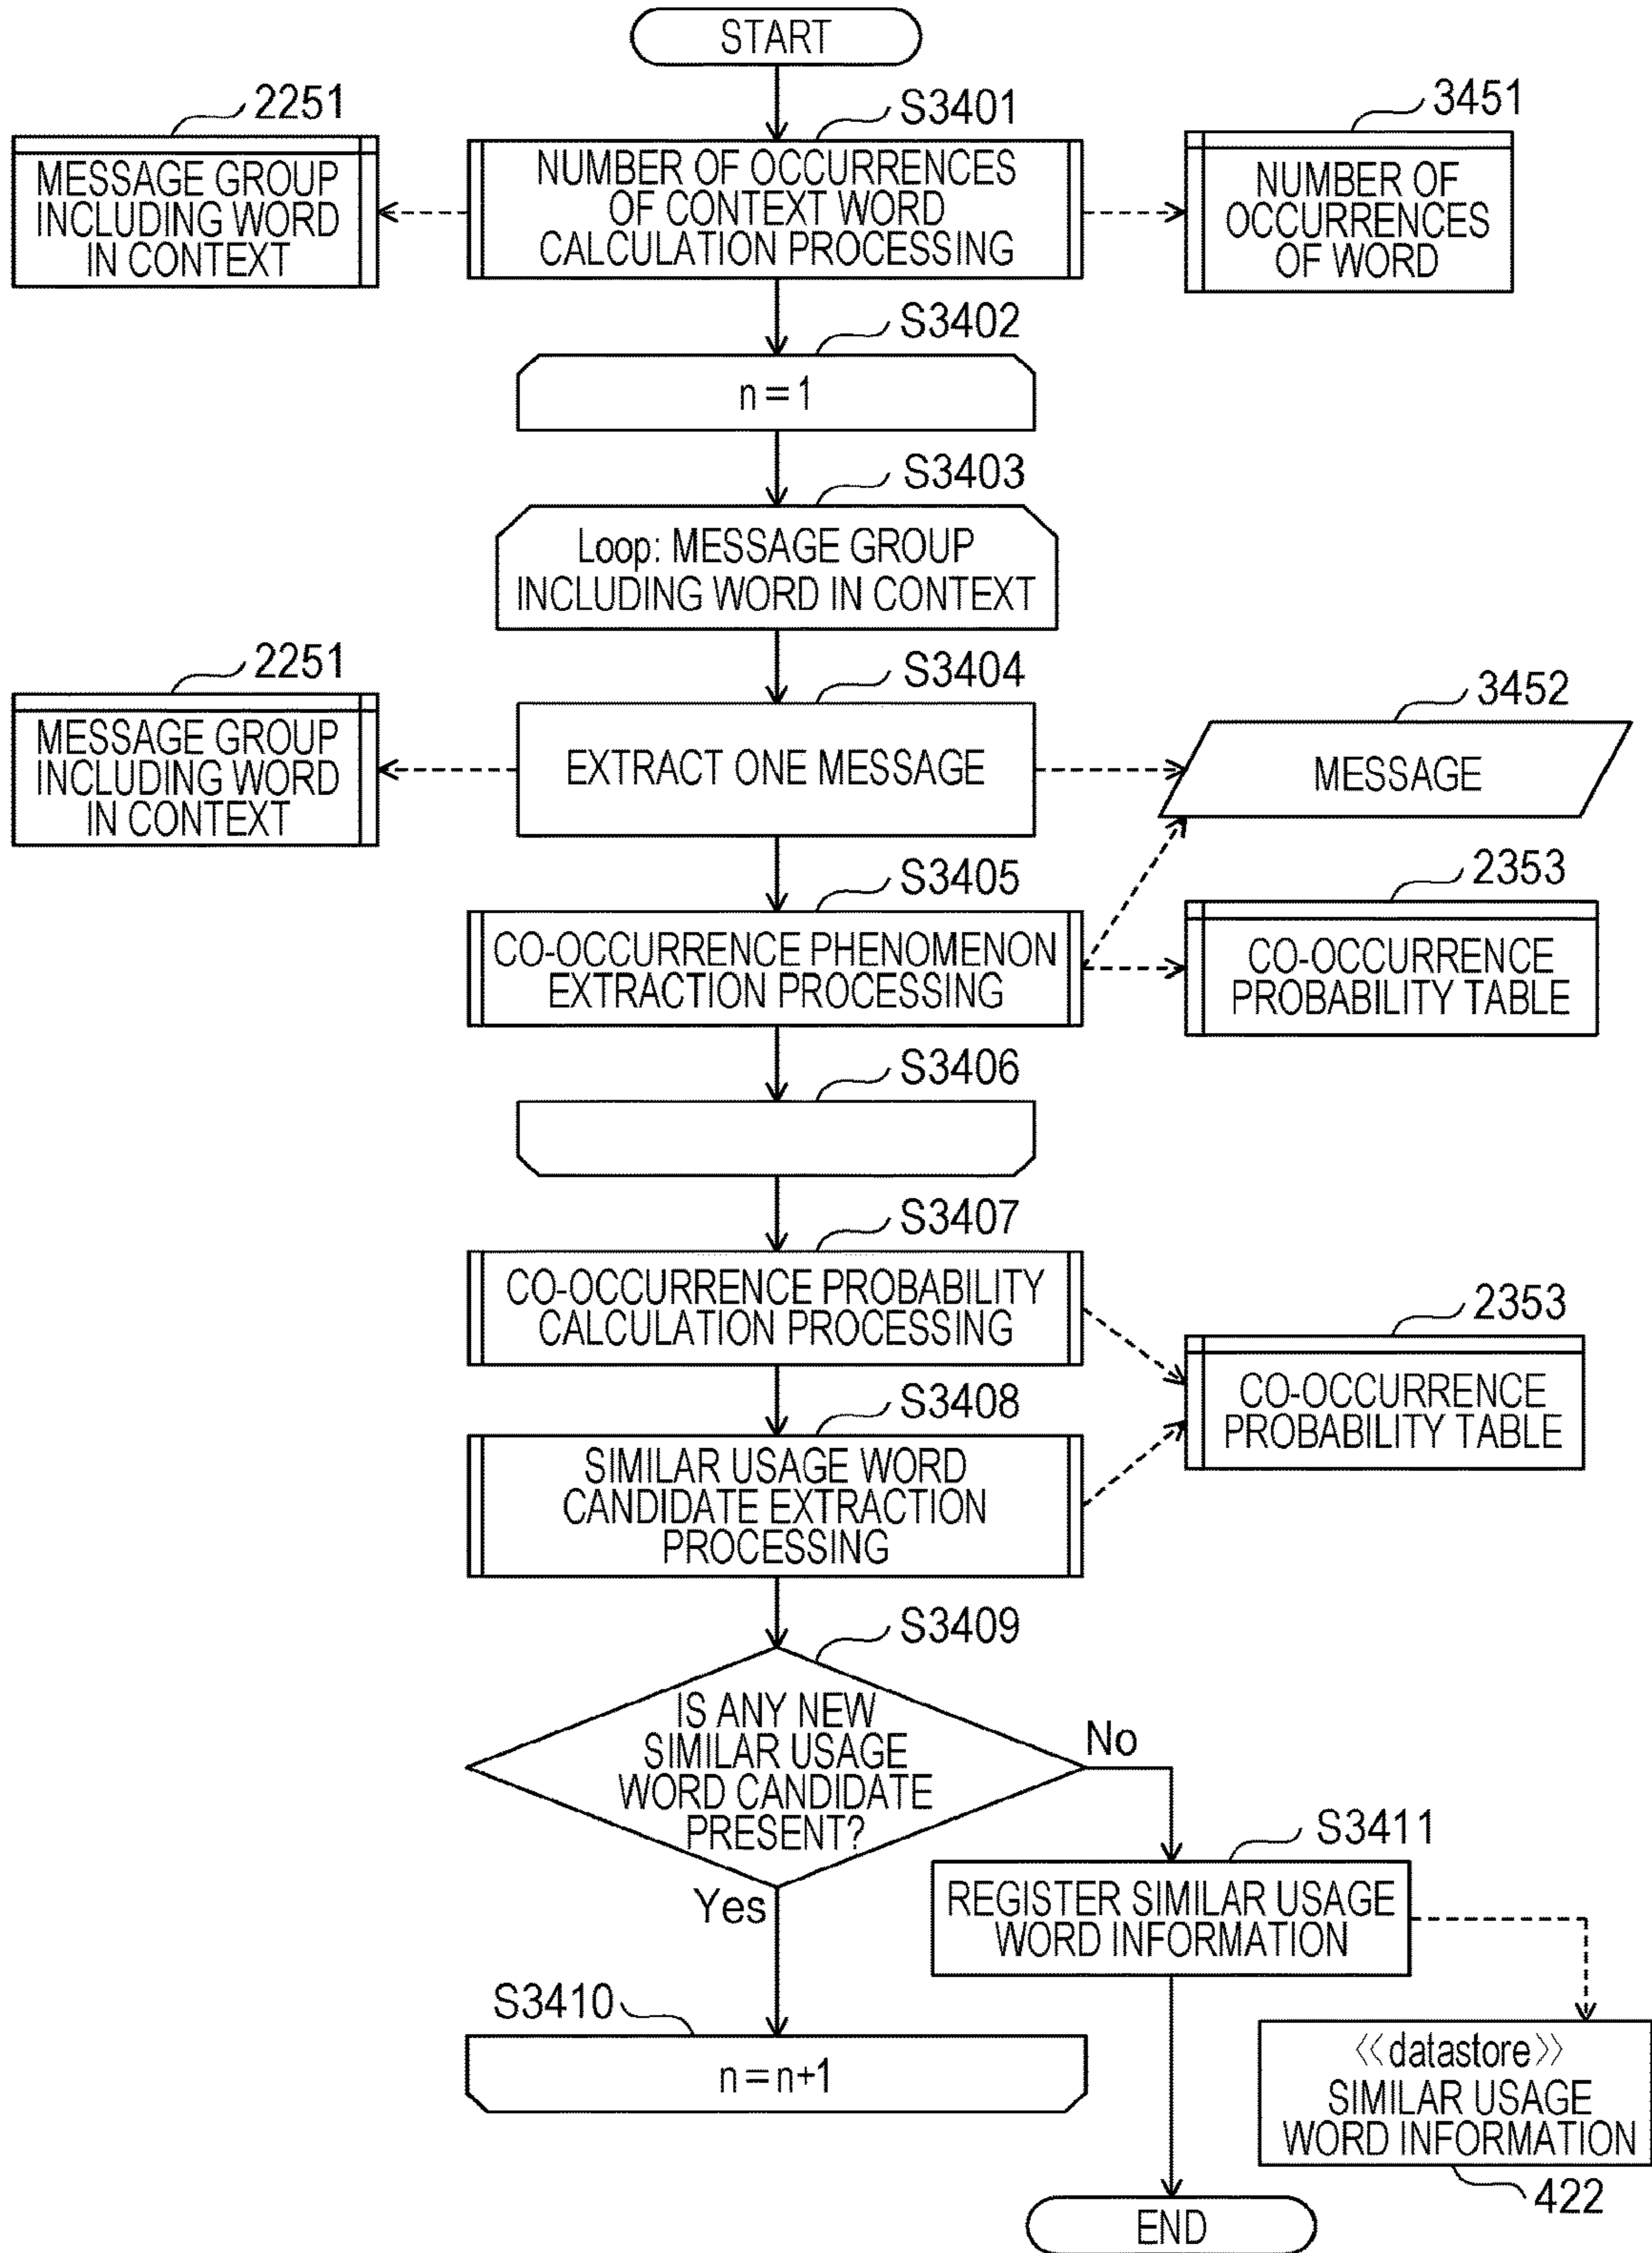 START
S3401
2251
3451
MESSAGE GROUP
INCLUDING WORD
IN CONTEXT
NUMBER OF OCCURRENCES
OF CONTEXT WORD
CALCULATION PROCESSING
NUMBER OF
OCCURRENCES
OF WORD
S3402
n=1
S3403
Loop: MESSAGE GROUP
INCLUDING WORD IN CONTEXT
2251
S3404
3452
MESSAGE GROUP
INCLUDING WORD
IN CONTEXT
EXTRACT ONE MESSAGE
MESSAGE
S3405
2353
CO-OCCURRENCE PHENOMENON
EXTRACTION PROCESSING
CO-OCCURRENCE
PROBABILITY TABLE
S3406
S3407
CO-OCCURRENCE PROBABILITY
CALCULATION PROCESSING
2353
CO-OCCURRENCE
PROBABILITY TABLE
S3408
SIMILAR USAGE WORD
CANDIDATE EXTRACTION
PROCESSING
S3409
IS ANY NEW
SIMILAR USAGE
WORD CANDIDATE
PRESENT?
No
Yes
S3411
REGISTER SIMILAR USAGE
WORD INFORMATION
S3410
n=n+1
《datastore》
SIMILAR USAGE
WORD INFORMATION
422
END